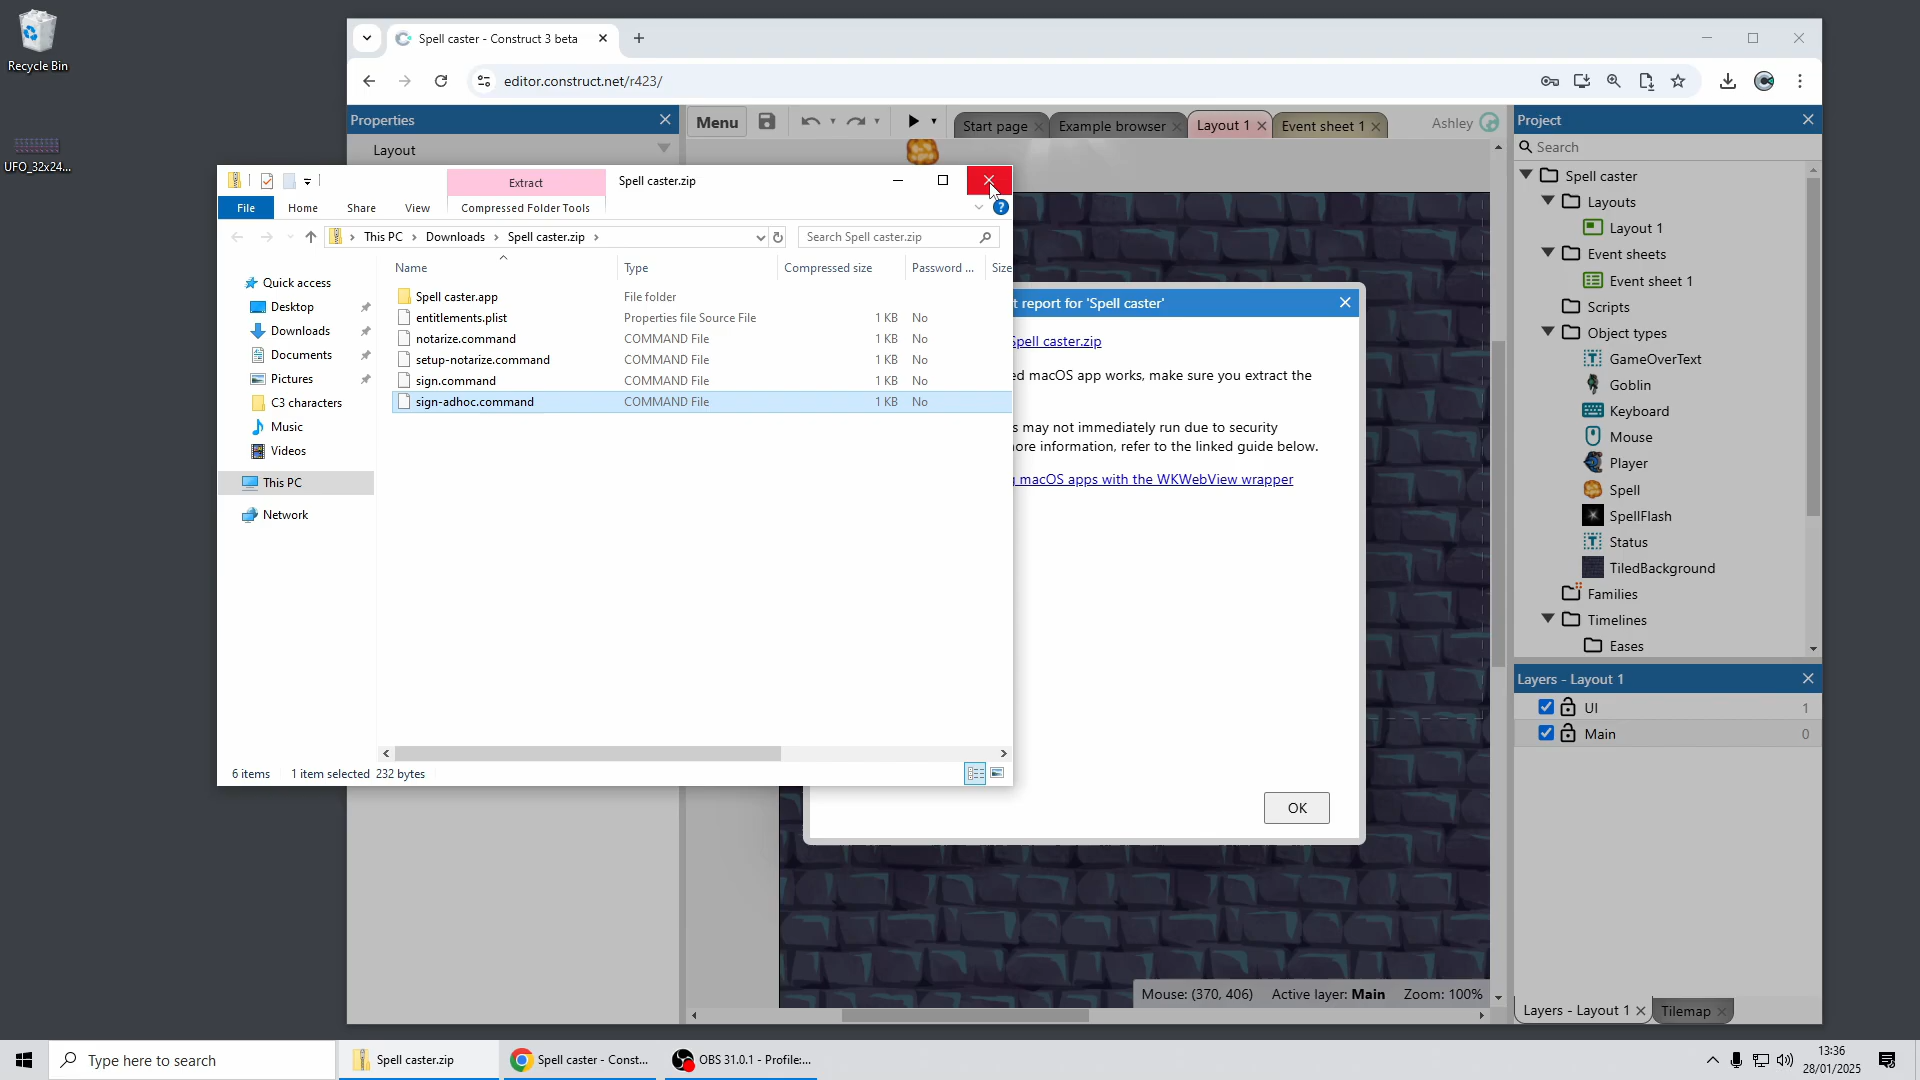 Recycle Bin
UFO_32x24...
Spell caster - Construct 3 beta
editor.construct.net/r423/
Properties
Layout
Menu
Start page
Example browser
Layout 1
Event sheet 1
Ashley
Extract
Spell caster.zip
File
Home
Share
View
Compressed Folder Tools
This PC
Downloads
Spell caster.zip
Search Spell caster.zip
Name
Type
Compressed size
Password ...
Size
Quick access
Desktop
Downloads
Documents
Pictures
C3 characters
Music
Videos
This PC
Network
Spell caster.app File folder
entitlements.plist Properties file Source File 1 KB No
notarize.command COMMAND File 1 KB No
setup-notarize.command COMMAND File 1 KB No
sign.command COMMAND File 1 KB No
sign-adhoc.command COMMAND File 1 KB No
6 items 1 item selected 232 bytes
t report for 'Spell caster'
Spell caster.zip
ed macOS app works, make sure you extract the
s may not immediately run due to security
ore information, refer to the linked guide below.
macOS apps with the WKWebView wrapper
OK
Mouse: (370, 406) Active layer: Main Zoom: 100%
Project
Search
Spell caster
Layouts
Layout 1
Event sheets
Event sheet 1
Scripts
Object types
GameOverText
Goblin
Keyboard
Mouse
Player
Spell
SpellFlash
Status
TiledBackground
Families
Timelines
Eases
Layers - Layout 1
UI 1
Main 0
Layers - Layout 1
Tilemap
Type here to search
Spell caster.zip
Spell caster - Const...
OBS 31.0.1 - Profile:...
13:36
28/01/2025